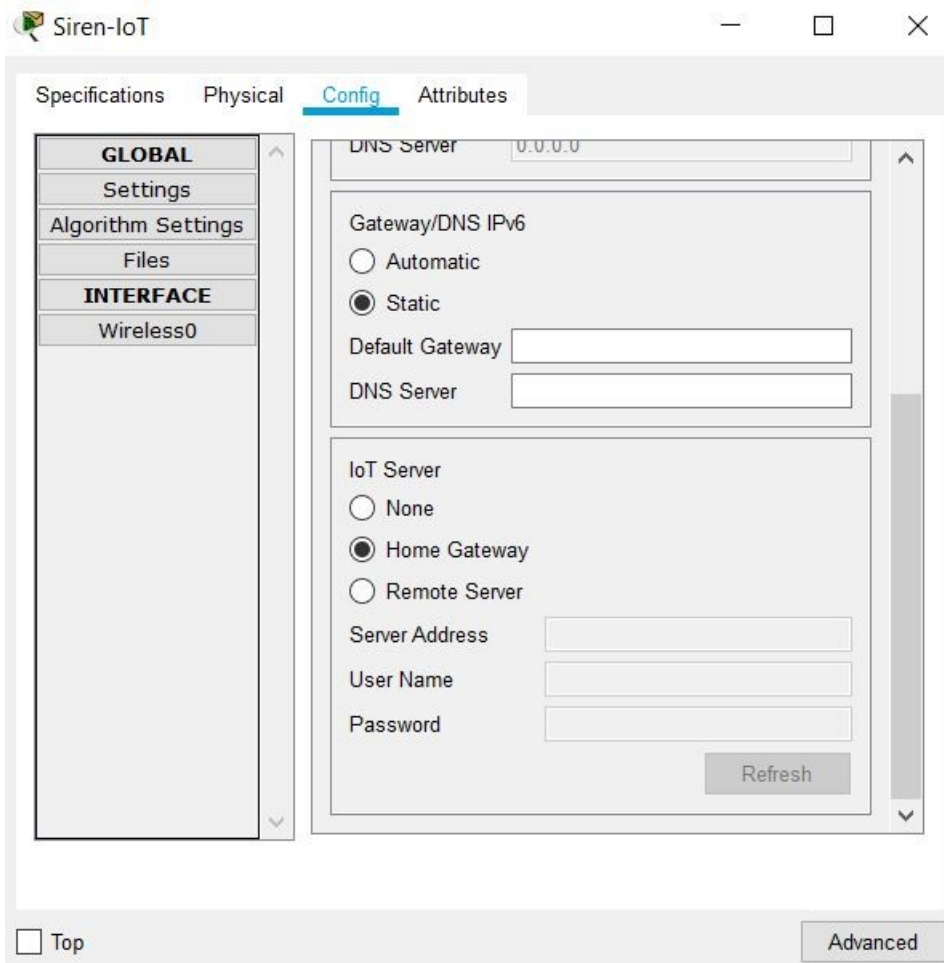 Siren-IoT
Specifications Physical Config Attributes
GLOBAL
Settings
Algorithm Settings
Files
INTERFACE
Wireless0
DNS Server 0.0.0.0
Gateway/DNS IPv6
Automatic
Static
Default Gateway
DNS Server
IoT Server
None
Home Gateway
Remote Server
Server Address
User Name
Password
Refresh
Top
Advanced